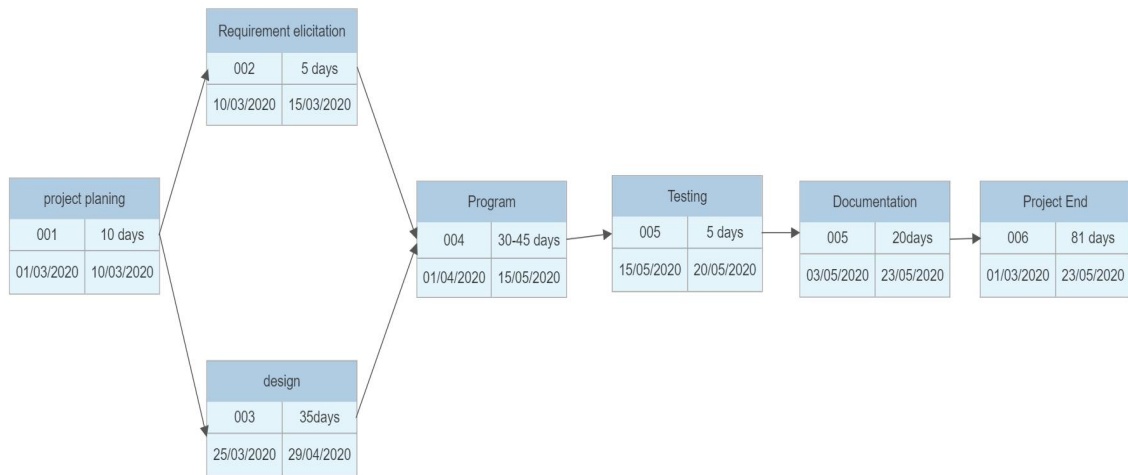 Requirement elicitation
002 5 days
10/03/2020 15/03/2020
project planing
001 10 days
01/03/2020 10/03/2020
Program
004 30-45 days
01/04/2020 15/05/2020
Testing
005 5 days
15/05/2020 20/05/2020
Documentation
005 20days
03/05/2020 23/05/2020
Project End
006 81 days
01/03/2020 23/05/2020
design
003 35days
25/03/2020 29/04/2020